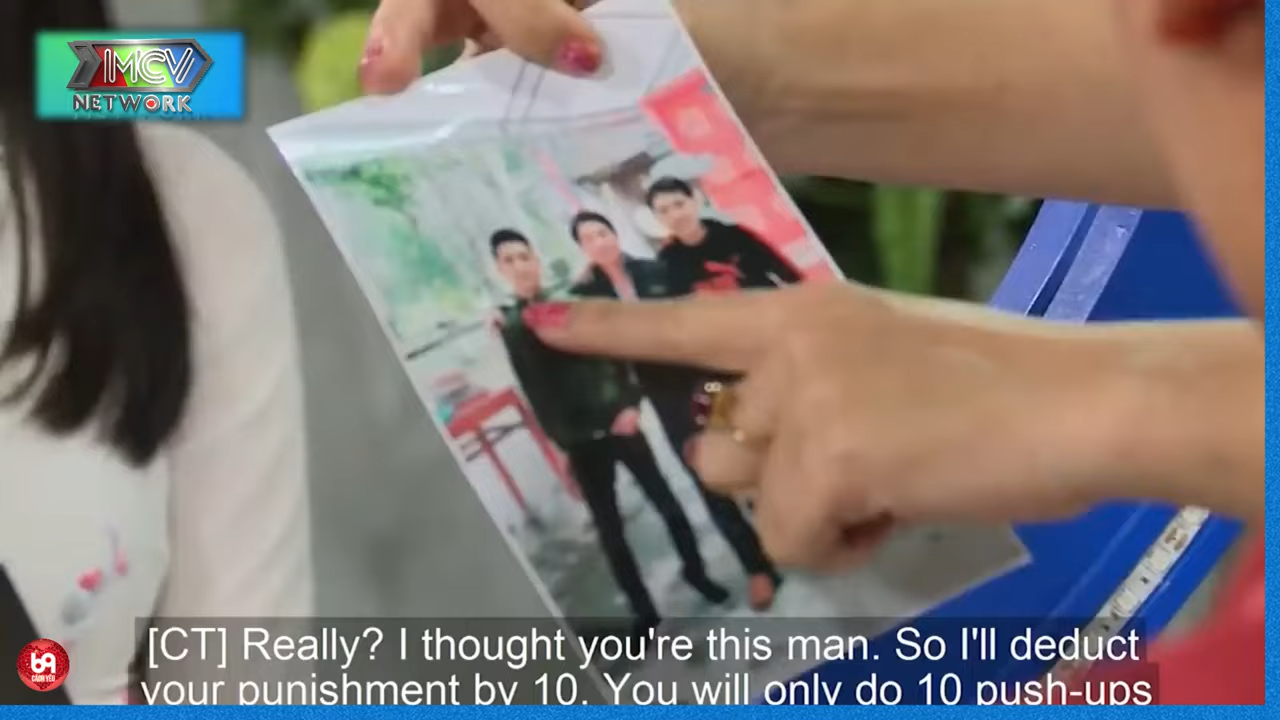 MCV
NETWORK
[CT] Really? I thought you're this man. So I'll deduct
your punishment by 10. You will only do 10 push-ups